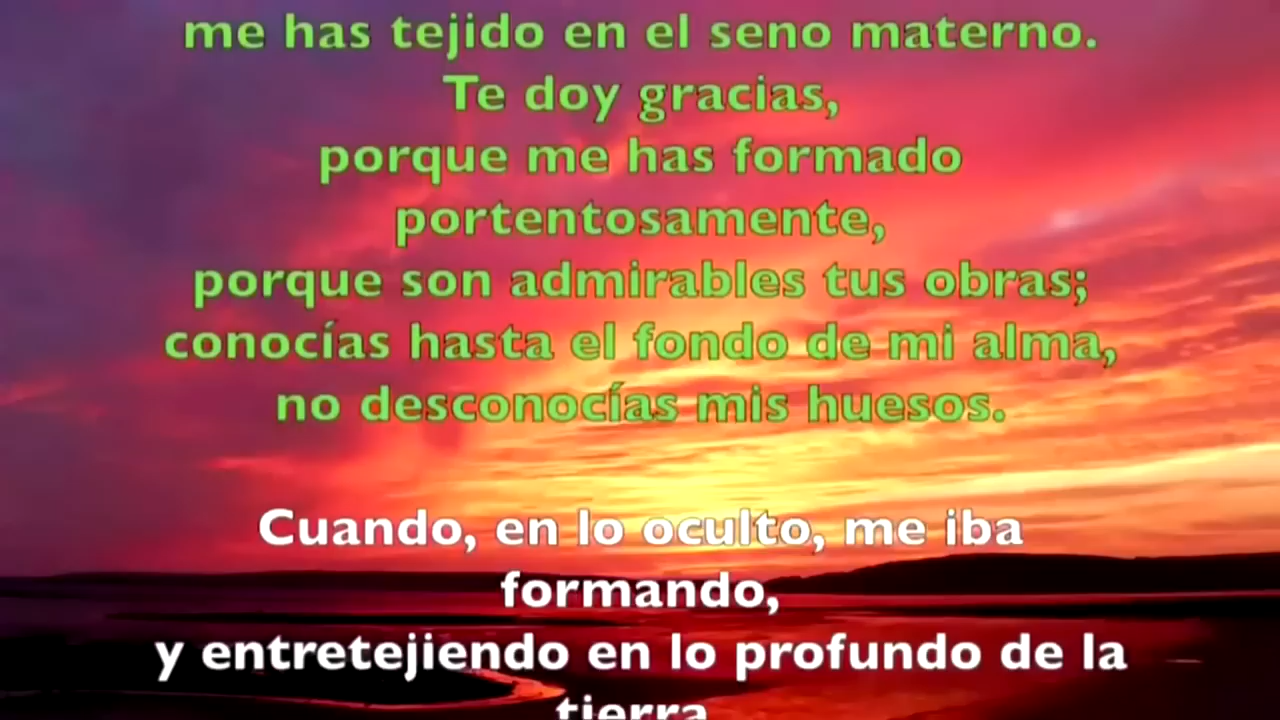 me has tejido en el seno materno.
Te doy gracias,
porque me has formado
portentosamente,
porque son admirables tus obras;
conocías hasta el fondo de mi alma,
no desconocías mis huesos.
Cuando, en lo oculto, me iba
formando,
y entretejiendo en lo profundo de la
tierra